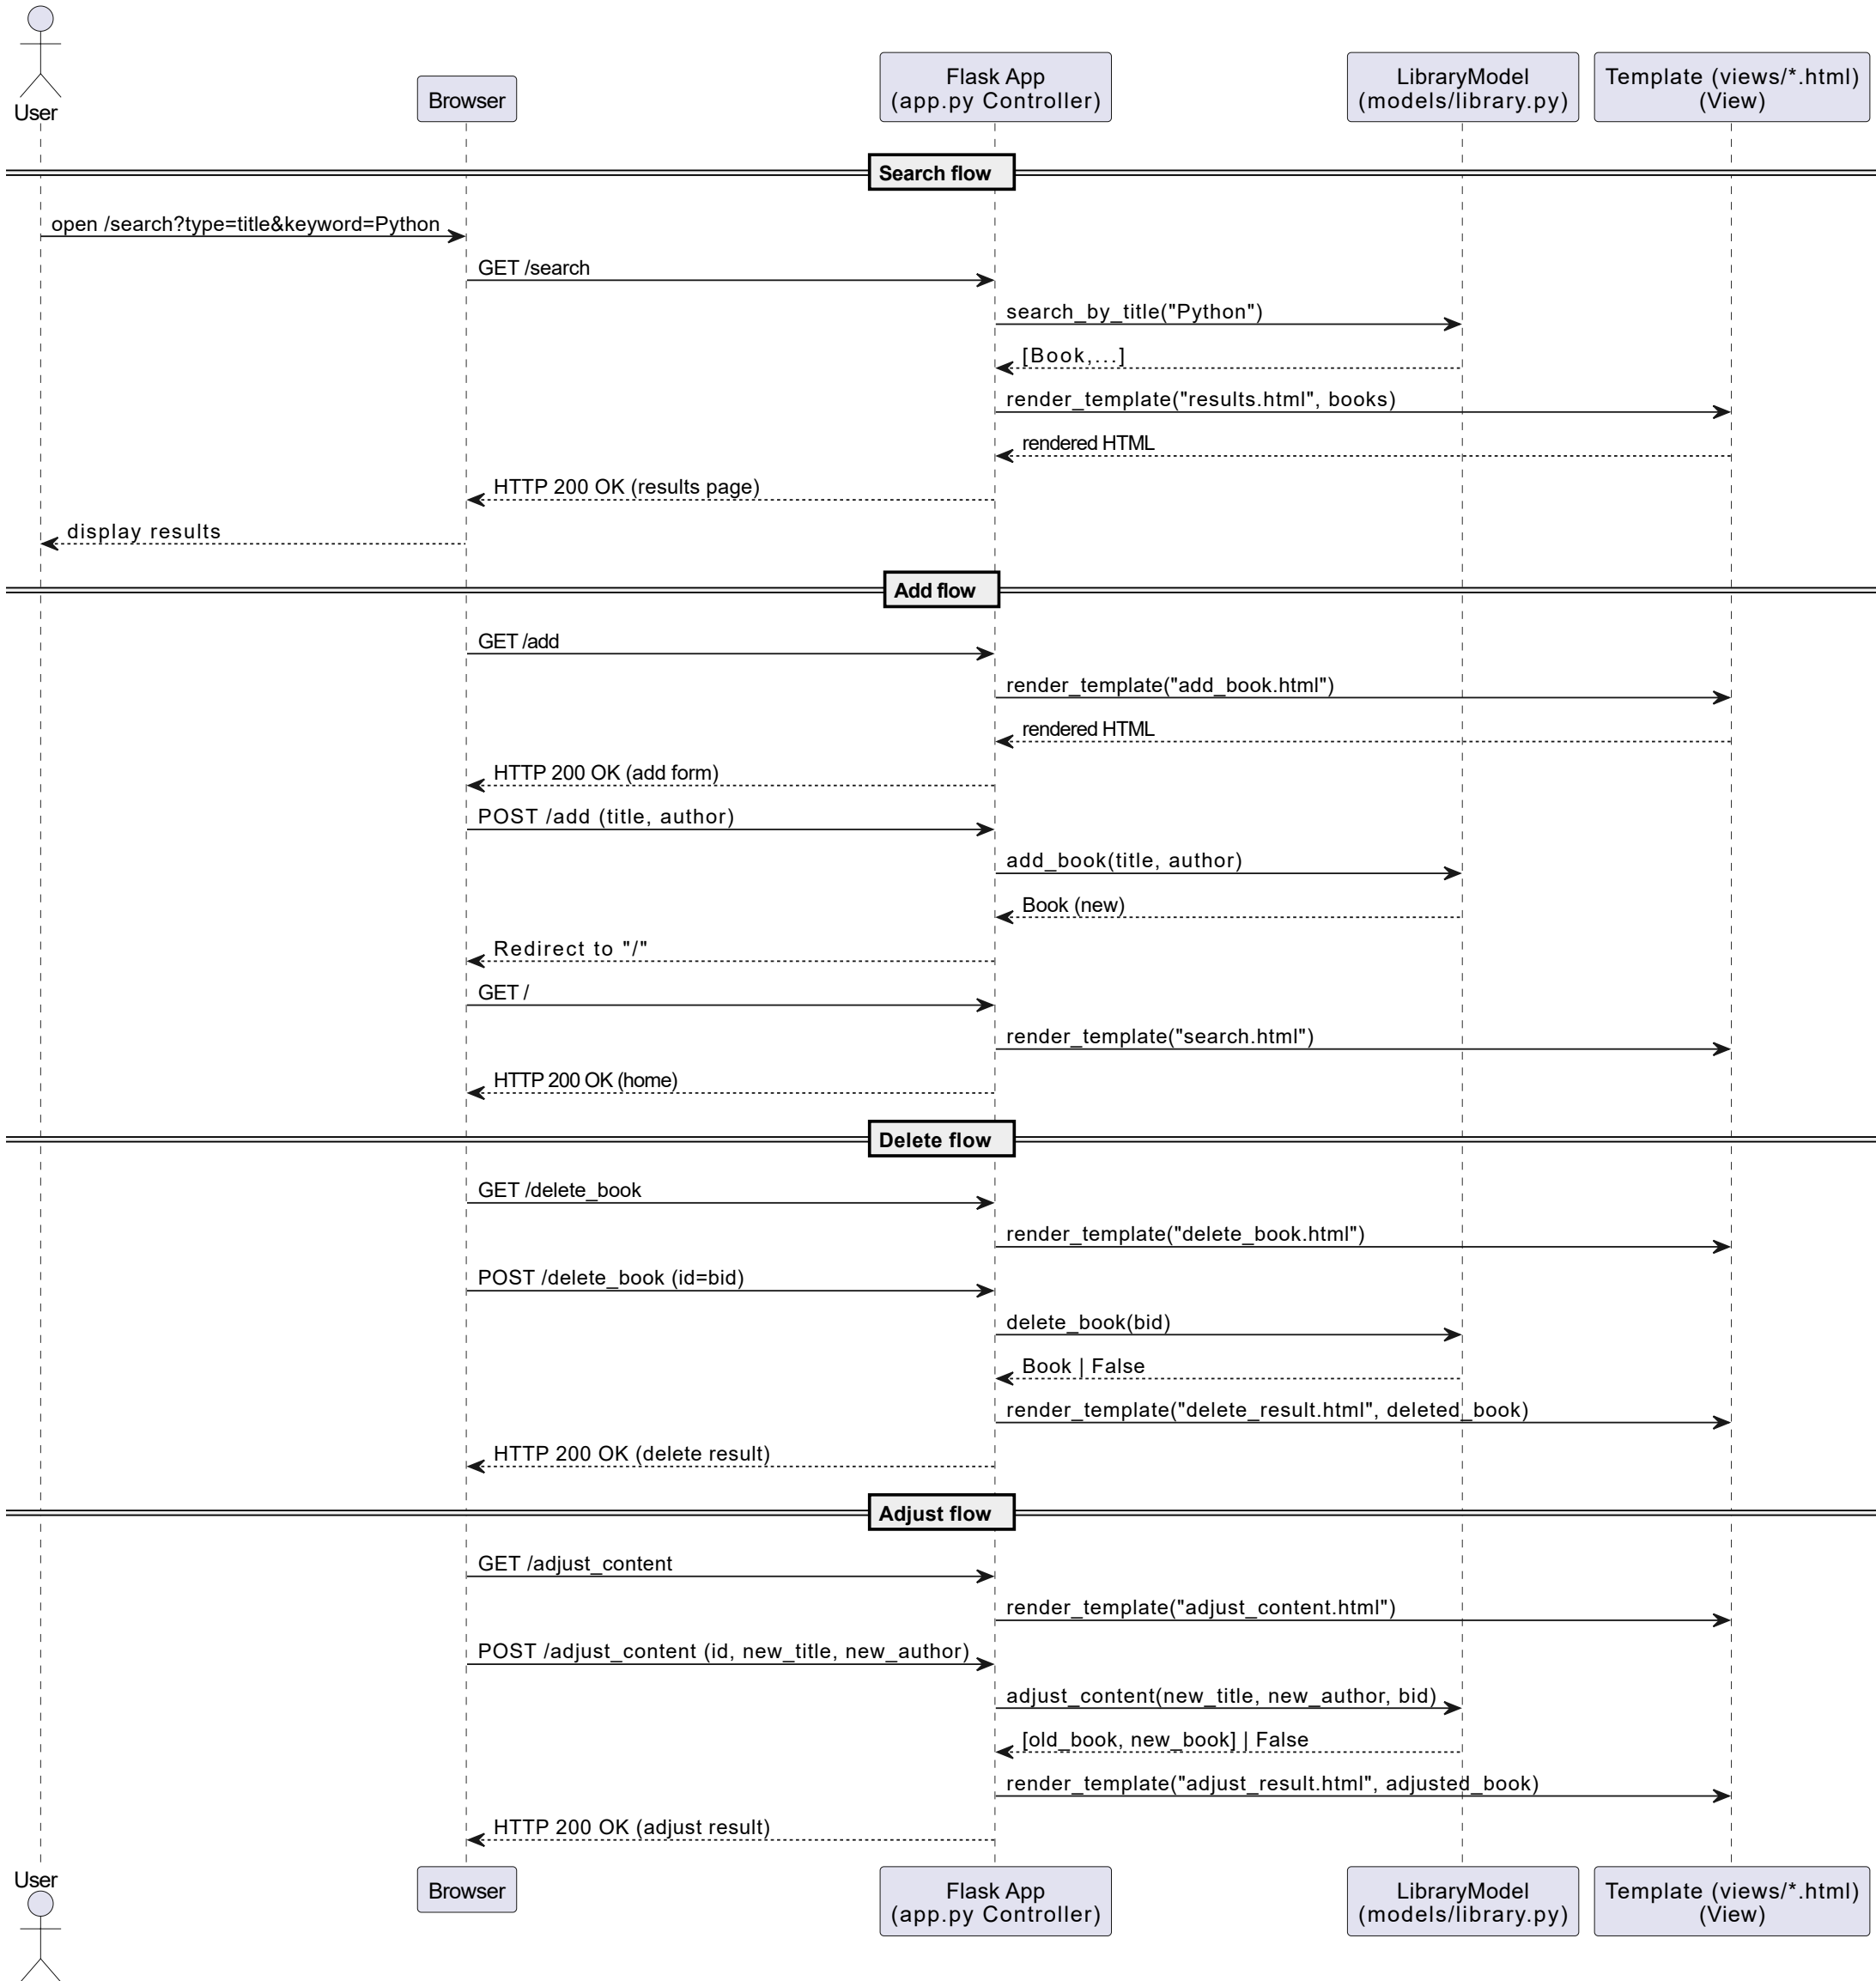 User
Browser
Flask App
(app.py Controller)
LibraryModel
(models/library.py)
Template (views/*.html)
(View)
Search flow
open /search?type=title&keyword=Python
GET /search
search_by_title("Python")
[Book,...]
render_template("results.html", books)
rendered HTML
HTTP 200 OK (results page)
display results
Add flow
GET /add
render_template("add_book.html")
rendered HTML
HTTP 200 OK (add form)
POST /add (title, author)
add_book(title, author)
Book (new)
Redirect to "/"
GET /
render_template("search.html")
HTTP 200 OK (home)
Delete flow
GET /delete_book
render_template("delete_book.html")
POST /delete_book (id=bid)
delete_book(bid)
Book | False
render_template("delete_result.html", deleted_book)
HTTP 200 OK (delete result)
Adjust flow
GET /adjust_content
render_template("adjust_content.html")
POST /adjust_content (id, new_title, new_author)
adjust_content(new_title, new_author, bid)
[old_book, new_book] | False
render_template("adjust_result.html", adjusted_book)
HTTP 200 OK (adjust result)
User
Browser
Flask App
(app.py Controller)
LibraryModel
(models/library.py)
Template (views/*.html)
(View)